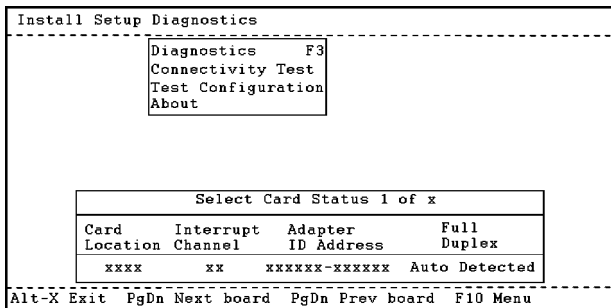 Install Setup Diagnostics
Diagnostics F3
Connectivity Test
Test Configuration
About
Select Card Status 1 of x
Card Interrupt Adapter Full
Location Channel ID Address Duplex
xxxx xx xxxxxx-xxxxxx Auto Detected
Alt-X Exit PgDn Next board PgDn Prev board F10 Menu